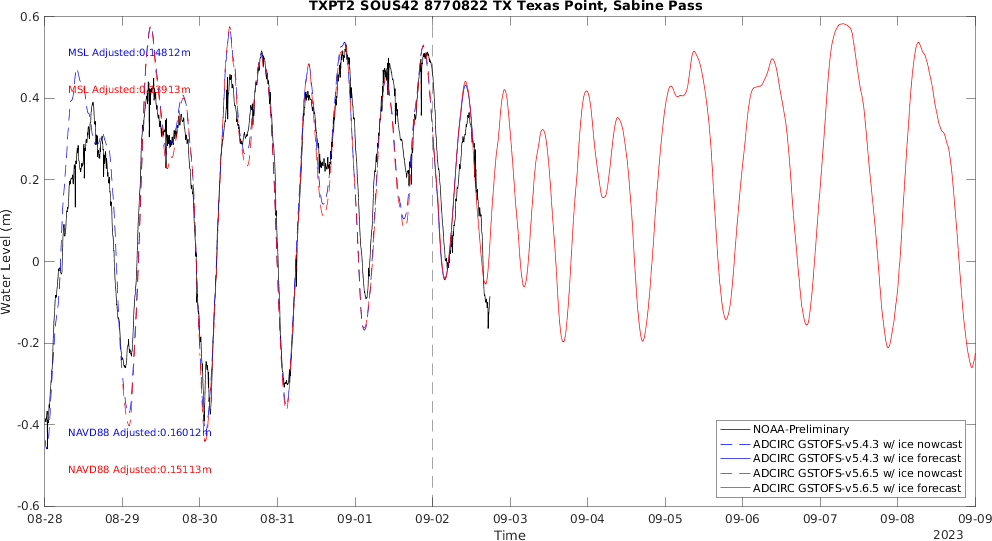 TXPT2 SOUS42 8770822 TX Texas Point, Sabine Pass
0.6
0.4
0.2
0
-0.2
-0.4
-0.6
Water Level (m)
MSL Adjusted:0.14812m
MSL Adjusted:0.13913m
NAVD88 Adjusted:0.16012m
NAVD88 Adjusted:0.15113m
NOAA-Preliminary
ADCIRC GSTOFS-v5.4.3 w/ ice nowcast
ADCIRC GSTOFS-v5.4.3 w/ ice forecast
ADCIRC GSTOFS-v5.6.5 w/ ice nowcast
ADCIRC GSTOFS-v5.6.5 w/ ice forecast
08-28 08-29 08-30 08-31 09-01 09-02 09-03 09-04 09-05 09-06 09-07 09-08 09-09
Time
2023